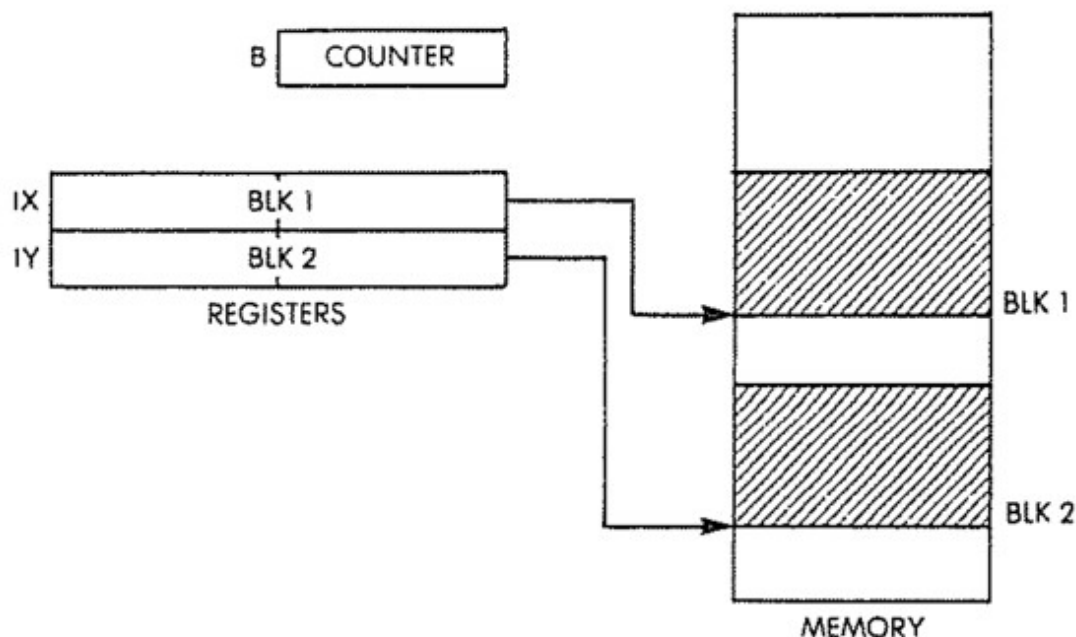 B COUNTER
IX BLK 1
IY BLK 2
REGISTERS
BLK 1
BLK 2
MEMORY